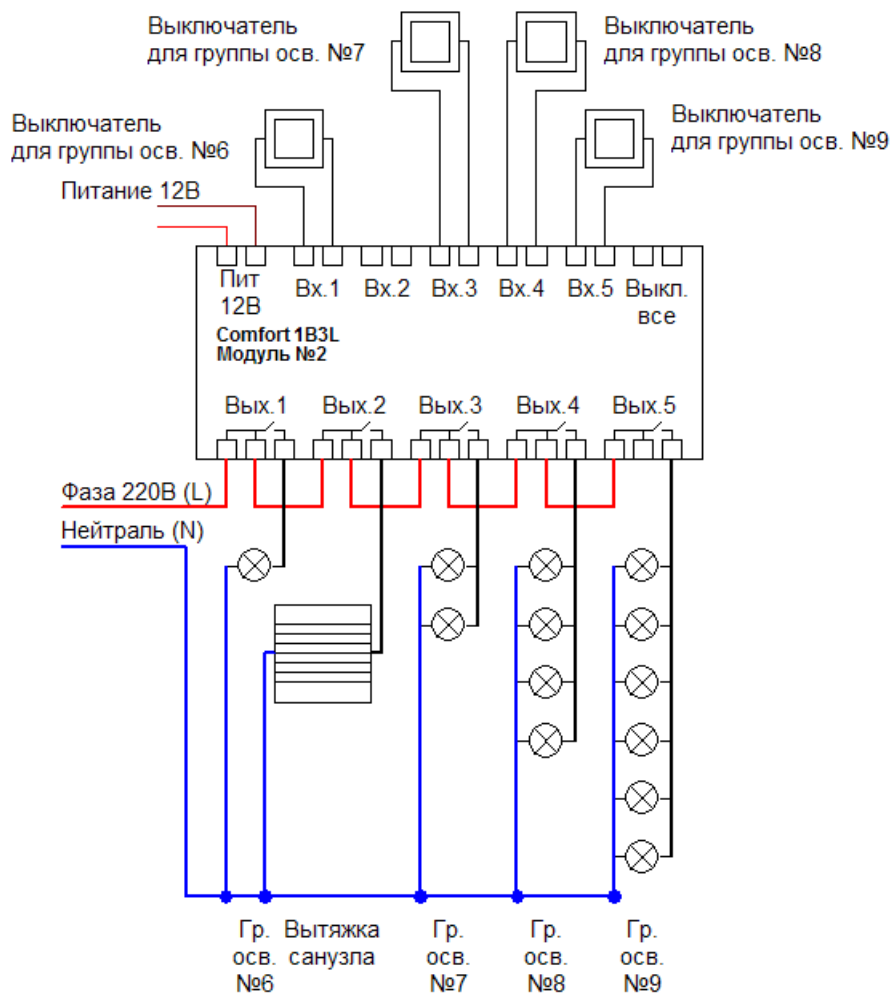 Выключатель
для группы осв. №7
Выключатель
для группы осв. №8
Выключатель
для группы осв. №6
Выключатель
для группы осв. №9
Питание 12В
Пит
12В
Вх.1
Вх.2
Вх.3
Вх.4
Вх.5
Выкл.
все
Comfort 1B3L
Модуль №2
Вых.1
Вых.2
Вых.3
Вых.4
Вых.5
Фаза 220В (L)
Нейтраль (N)
Гр.
осв.
№6
Вытяжка
санузла
Гр.
осв.
№7
Гр.
осв.
№8
Гр.
осв.
№9